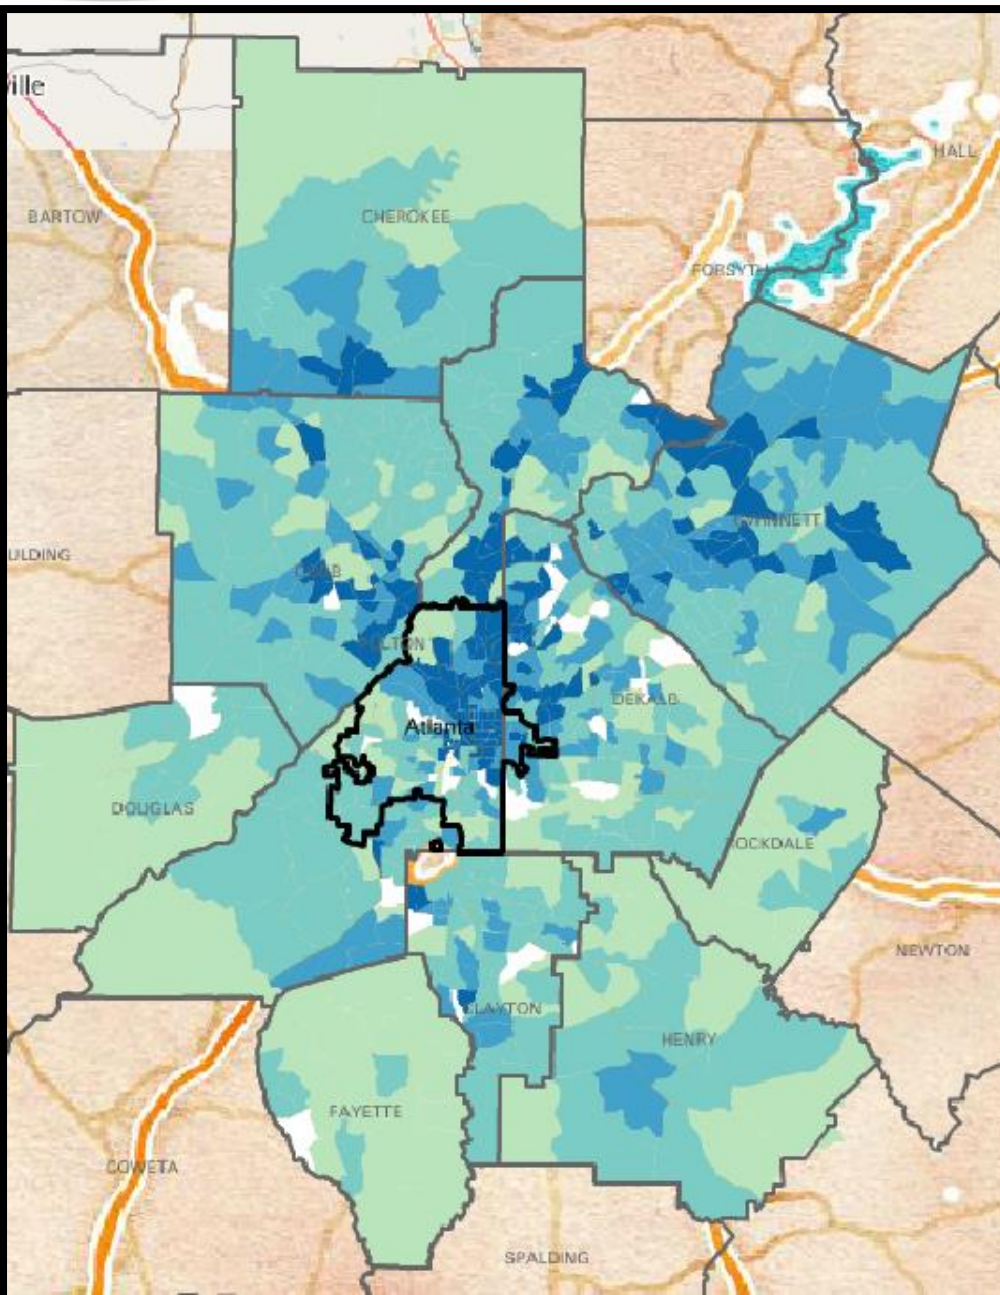 ville
HALL
BARTOW
CHEROKEE
FORSYTH
GWINNETT
ULDING
COBB
FULTON
DEKALB
Atlanta
DOUGLAS
ROCKDALE
NEWTON
CLAYTON
HENRY
FAYETTE
COWETA
SPALDING